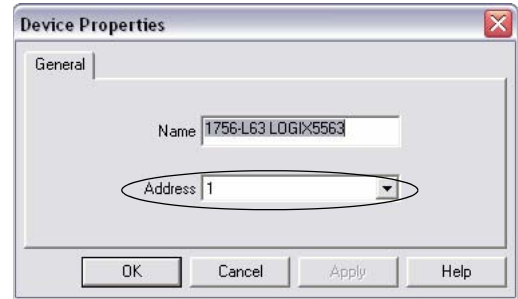 Device Properties
General
Name 1756-L63 LOGIX5563
Address 1
OK Cancel Apply Help